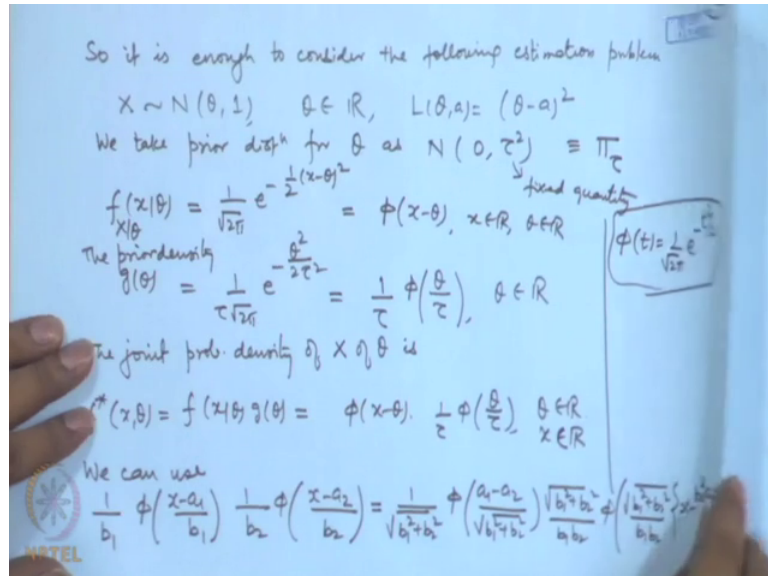 So it is enough to consider the following estimation problem
X ~ N(θ, 1), θ ∈ ℝ, L(θ,a) = (θ-a)²
We take prior distⁿ for θ as N(0, τ²) ≡ Π_τ
fixed quantity
f_{X|θ}(x|θ) = 1/√2π e^{-1/2 (x-θ)²} = φ(x-θ), x∈ℝ, θ∈ℝ
φ(t) = 1/√2π e^{-t²/2}
The prior density
g(θ) = 1/(τ√2π) e^{-θ²/2τ²} = 1/τ φ(θ/τ), θ ∈ ℝ
The joint prob. density of X of θ is
*(x,θ) = f(x|θ) g(θ) = φ(x-θ). 1/τ φ(θ/τ), θ∈ℝ x∈ℝ
We can use
1/b₁ φ((x-a₁)/b₁) 1/b₂ φ((x-a₂)/b₂) = 1/√(b₁²+b₂²) φ((a₁-a₂)/√(b₁²+b₂²)) √(b₁²+b₂²)/(b₁b₂) φ(√(b₁²+b₂²)/(b₁b₂) {x-
NPTEL